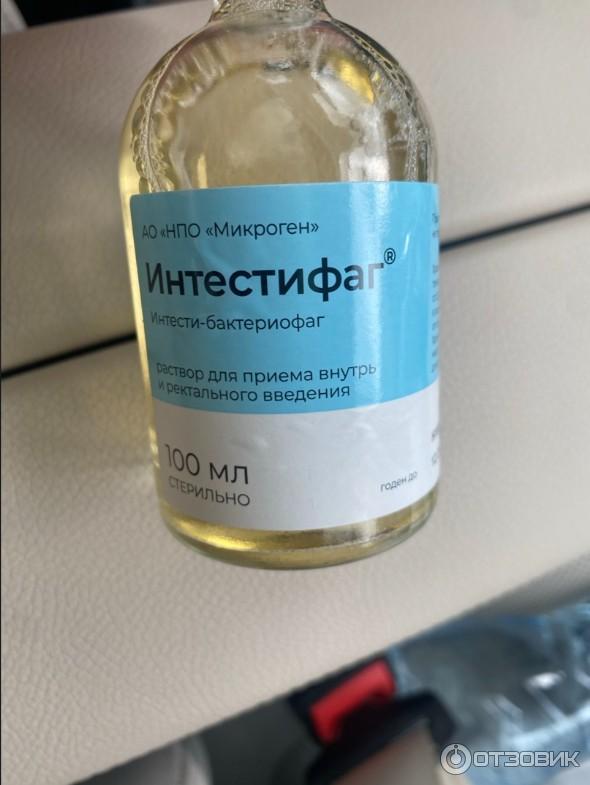 АО «НПО «Микроген»
Интестифаг®
Интести-бактериофаг
раствор для приема внутрь
и ректального введения
100 мл
СТЕРИЛЬНО
годен до
ОТЗОВИК